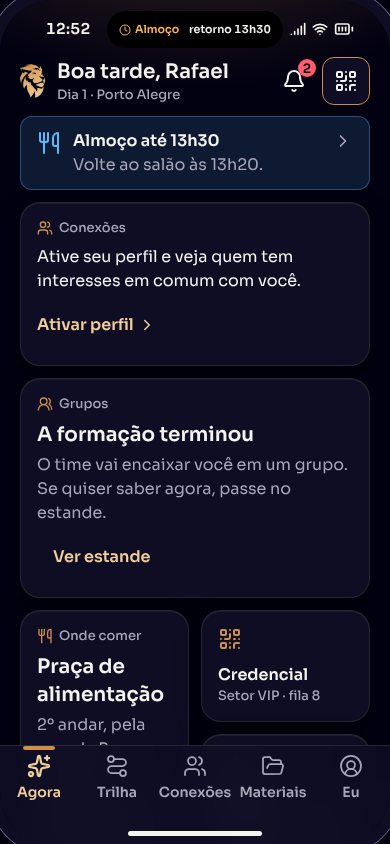 12:52
Almoço retorno 13h30
Boa tarde, Rafael
2
Dia 1 · Porto Alegre
Almoço até 13h30
Volte ao salão às 13h20.
Conexões
Ative seu perfil e veja quem tem
interesses em comum com você.
Ativar perfil
Grupos
A formação terminou
O time vai encaixar você em um grupo.
Se quiser saber agora, passe no
estande.
Ver estande
Onde comer
Praça de
alimentação
2º andar, pela
Credencial
Setor VIP · fila 8
Agora
Trilha
Conexões
Materiais
Eu